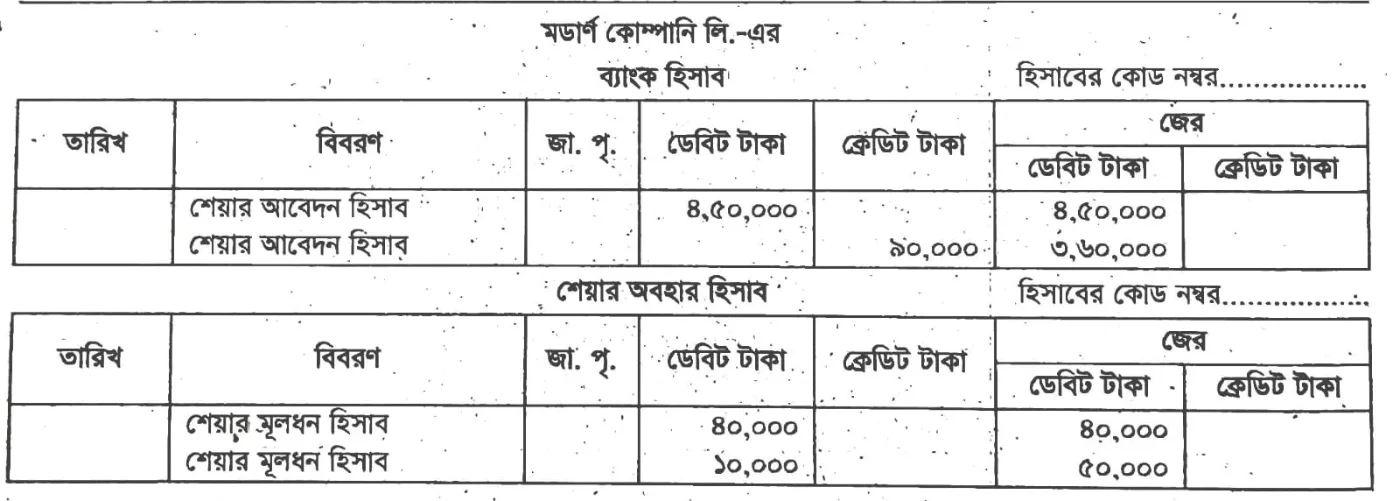 মডার্ণ কোম্পানি লি.-এর
ব্যাংক হিসাব হিসাবের কোড নম্বর..................
তারিখ বিবরণ জা. পৃ. ডেবিট টাকা ক্রেডিট টাকা জের
ডেবিট টাকা ক্রেডিট টাকা
শেয়ার আবেদন হিসাব ৪,৫০,০০০ ৪,৫০,০০০
শেয়ার আবেদন হিসাব ৯০,০০০ ৩,৬০,০০০
শেয়ার অবহার হিসাব হিসাবের কোড নম্বর..................
তারিখ বিবরণ জা. পৃ. ডেবিট টাকা ক্রেডিট টাকা জের
ডেবিট টাকা ক্রেডিট টাকা
শেয়ার মূলধন হিসাব ৪০,০০০ ৪০,০০০
শেয়ার মূলধন হিসাব ১০,০০০ ৫০,০০০